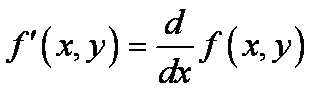 f′(x, y) = d/dx f(x, y)